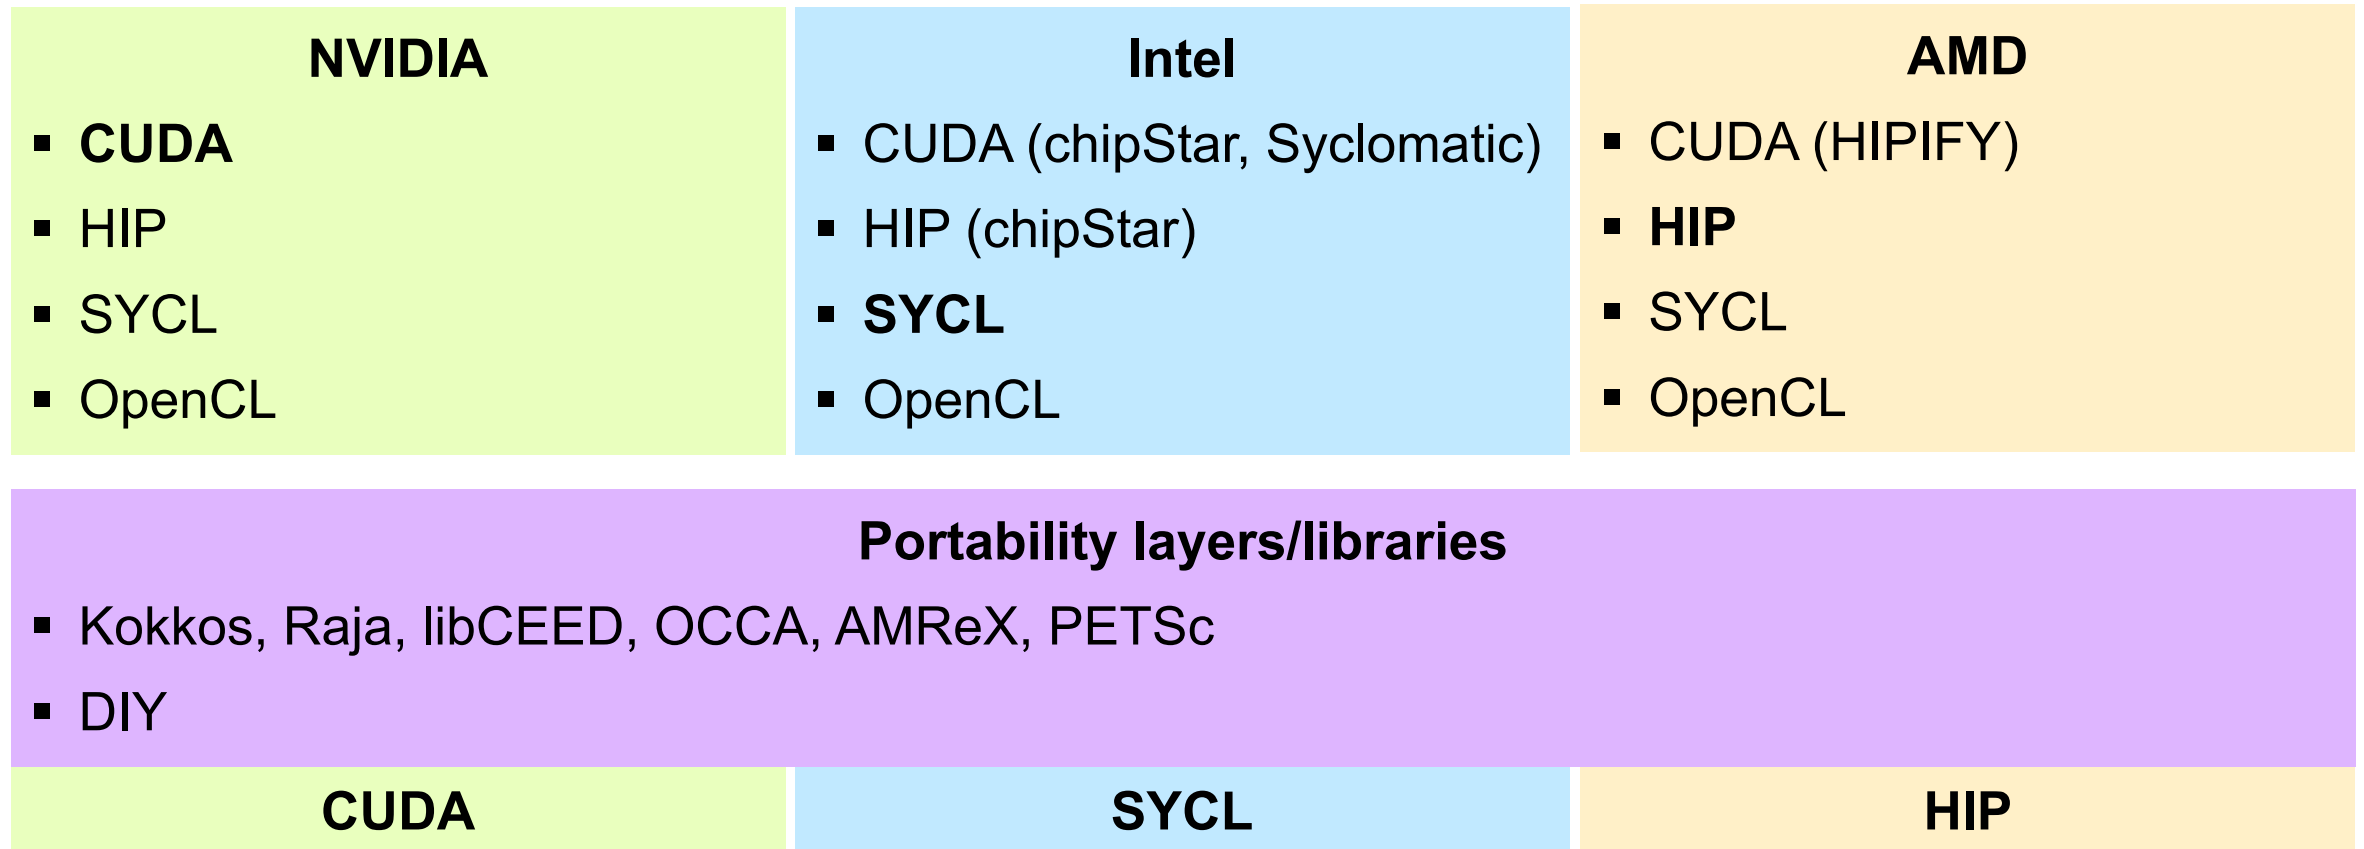 NVIDIA
▪ CUDA
▪ HIP
▪ SYCL
▪ OpenCL
Intel
▪ CUDA (chipStar, Syclomatic)
▪ HIP (chipStar)
▪ SYCL
▪ OpenCL
AMD
▪ CUDA (HIPIFY)
▪ HIP
▪ SYCL
▪ OpenCL
Portability layers/libraries
▪ Kokkos, Raja, libCEED, OCCA, AMReX, PETSc
▪ DIY
CUDA
SYCL
HIP